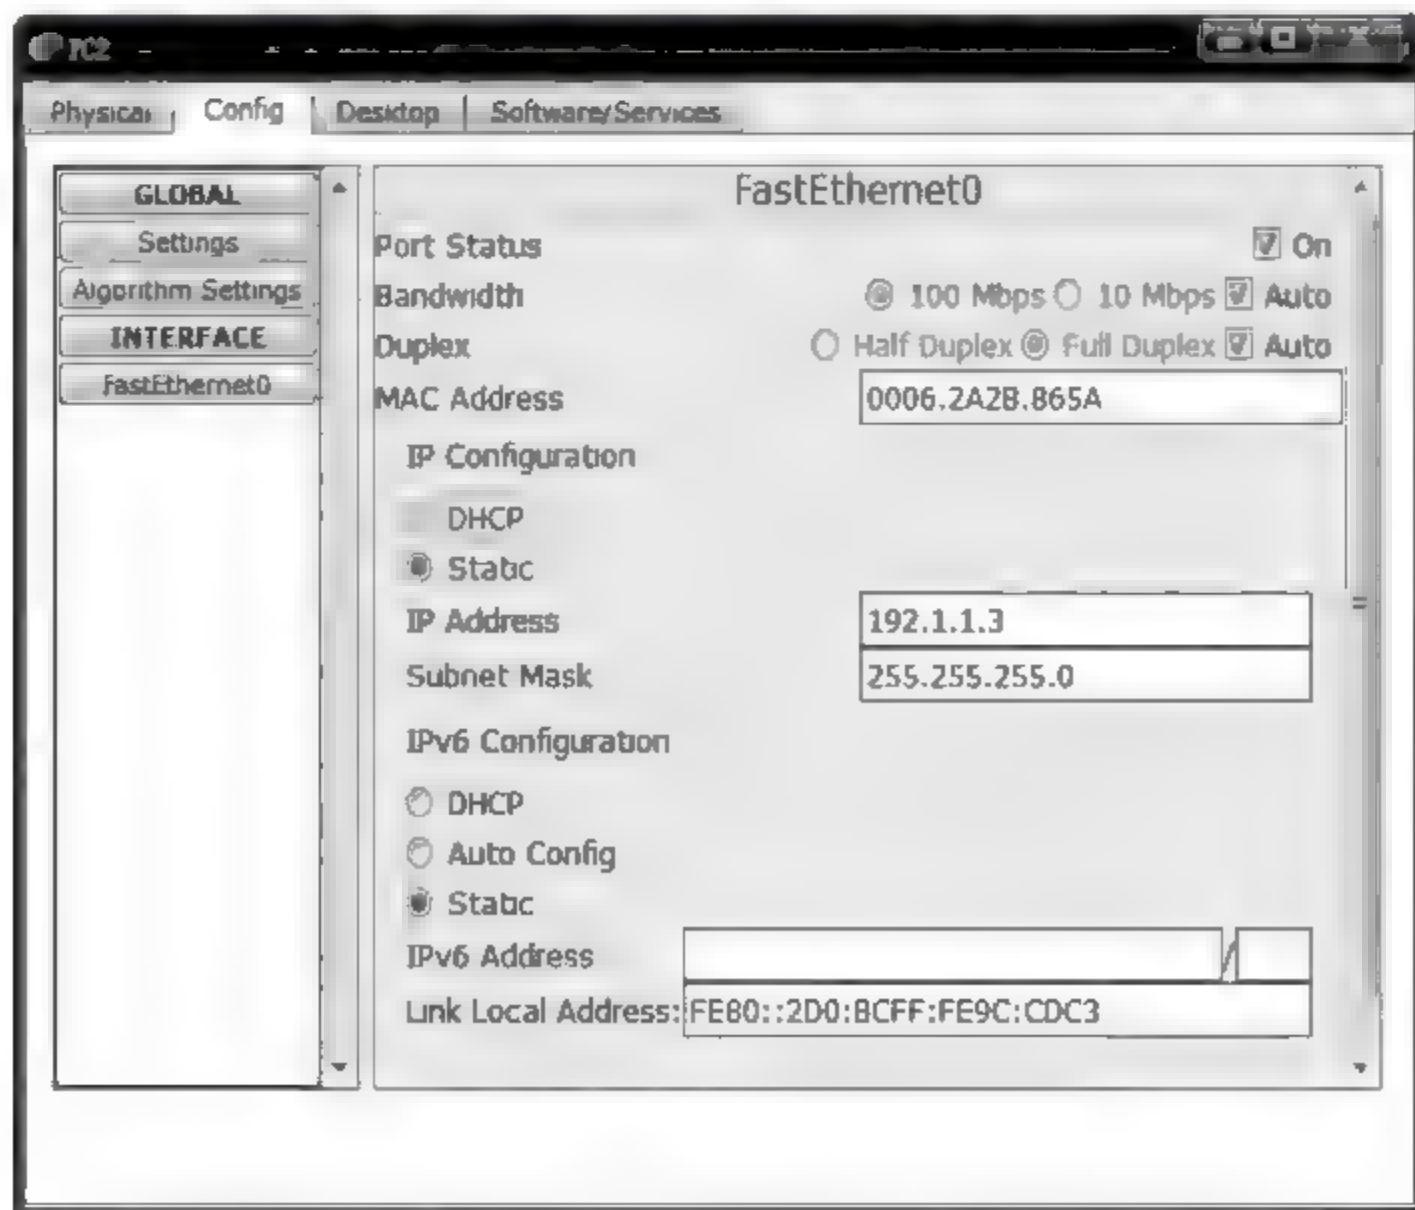 PC2
Physical Config Desktop Software/Services
GLOBAL
Settings
Algorithm Settings
INTERFACE
FastEthernet0
FastEthernet0
Port Status On
Bandwidth 100 Mbps 10 Mbps Auto
Duplex Half Duplex Full Duplex Auto
MAC Address 0006.2A2B.865A
IP Configuration
DHCP
Static
IP Address 192.1.1.3
Subnet Mask 255.255.255.0
IPv6 Configuration
DHCP
Auto Config
Static
IPv6 Address /
Link Local Address: FE80::2D0:BCFF:FE9C:CDC3